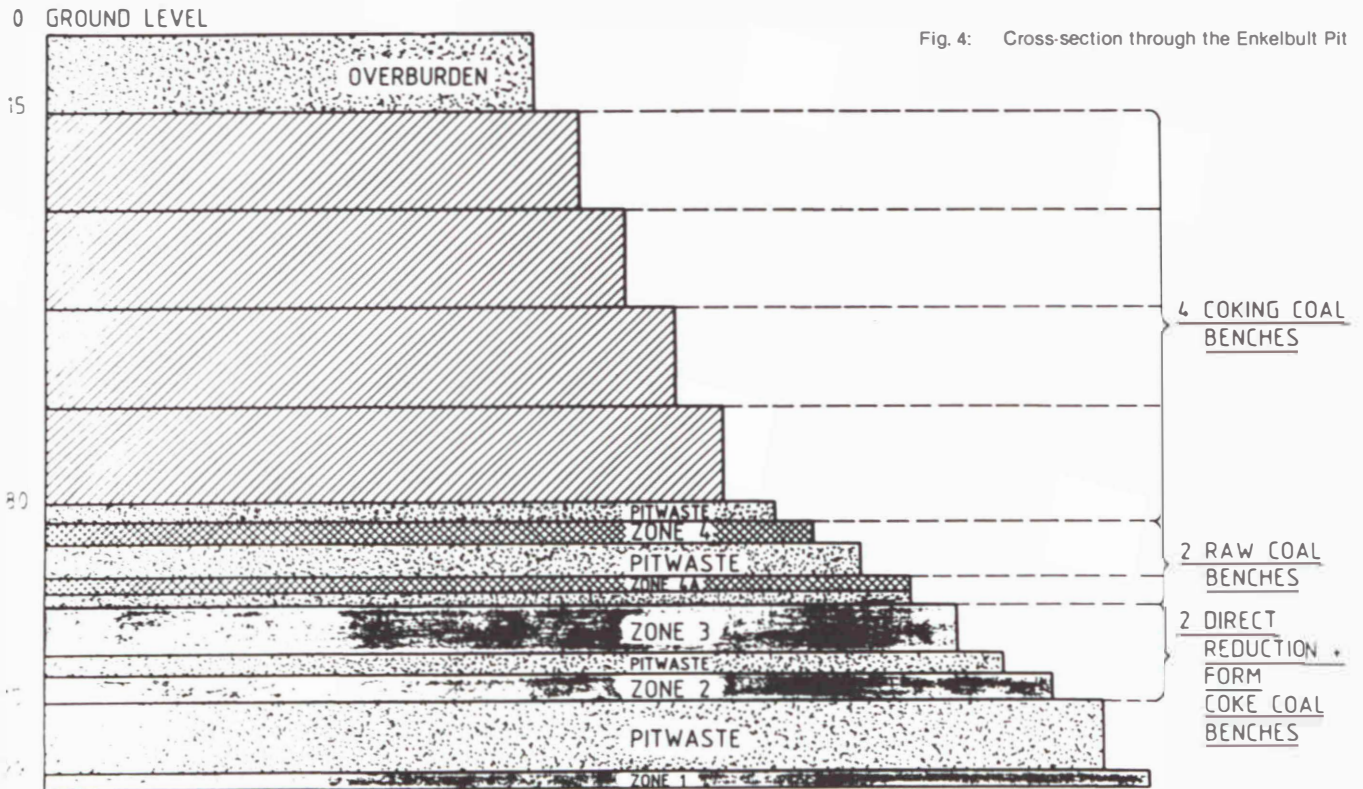 0 GROUND LEVEL
Fig. 4: Cross-section through the Enkelbult Pit
OVERBURDEN
15
4 COKING COAL
BENCHES
80
PITWASTE
ZONE 4
PITWASTE
2 RAW COAL
BENCHES
ZONE 4A
ZONE 3
2 DIRECT
REDUCTION +
FORM
COKE COAL
BENCHES
PITWASTE
ZONE 2
PITWASTE
ZONE 1